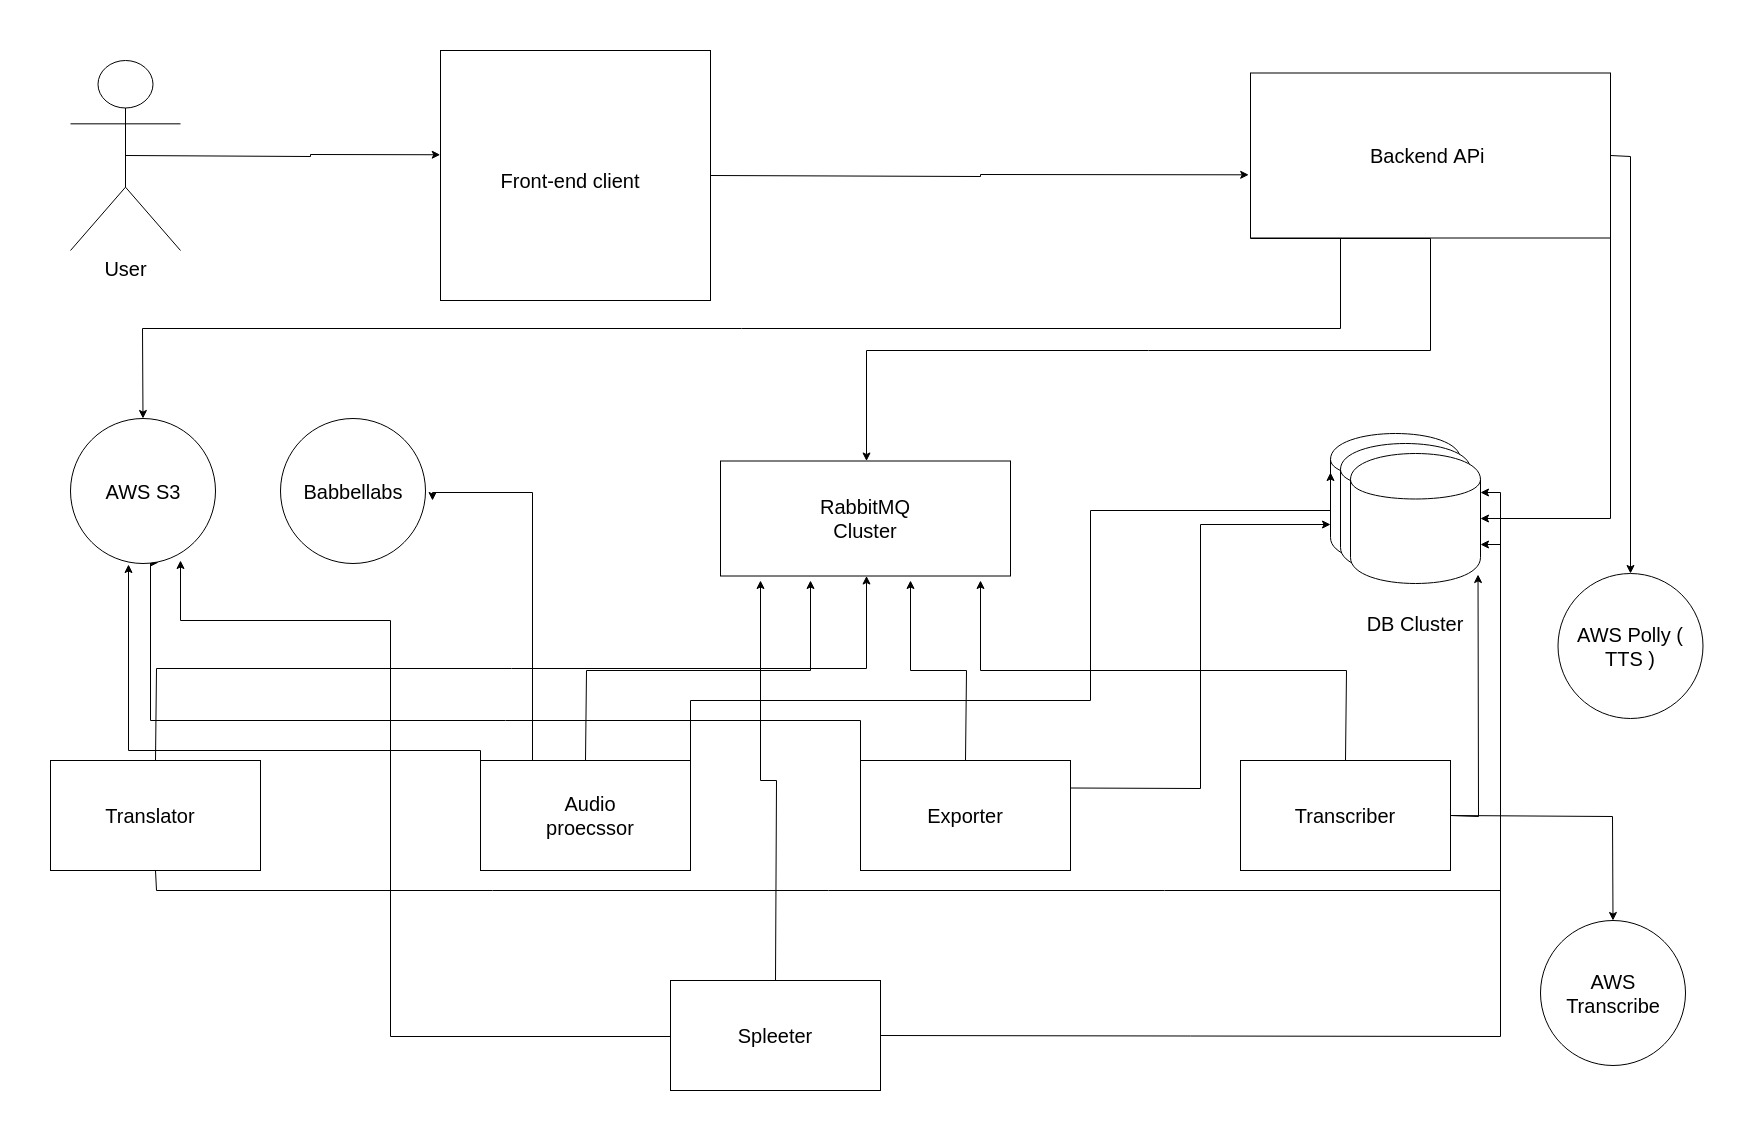 User
Front-end client
Backend APi
AWS S3
Babbellabs
RabbitMQ
Cluster
DB Cluster
AWS Polly (
TTS )
Translator
Audio
proecssor
Exporter
Transcriber
AWS
Transcribe
Spleeter